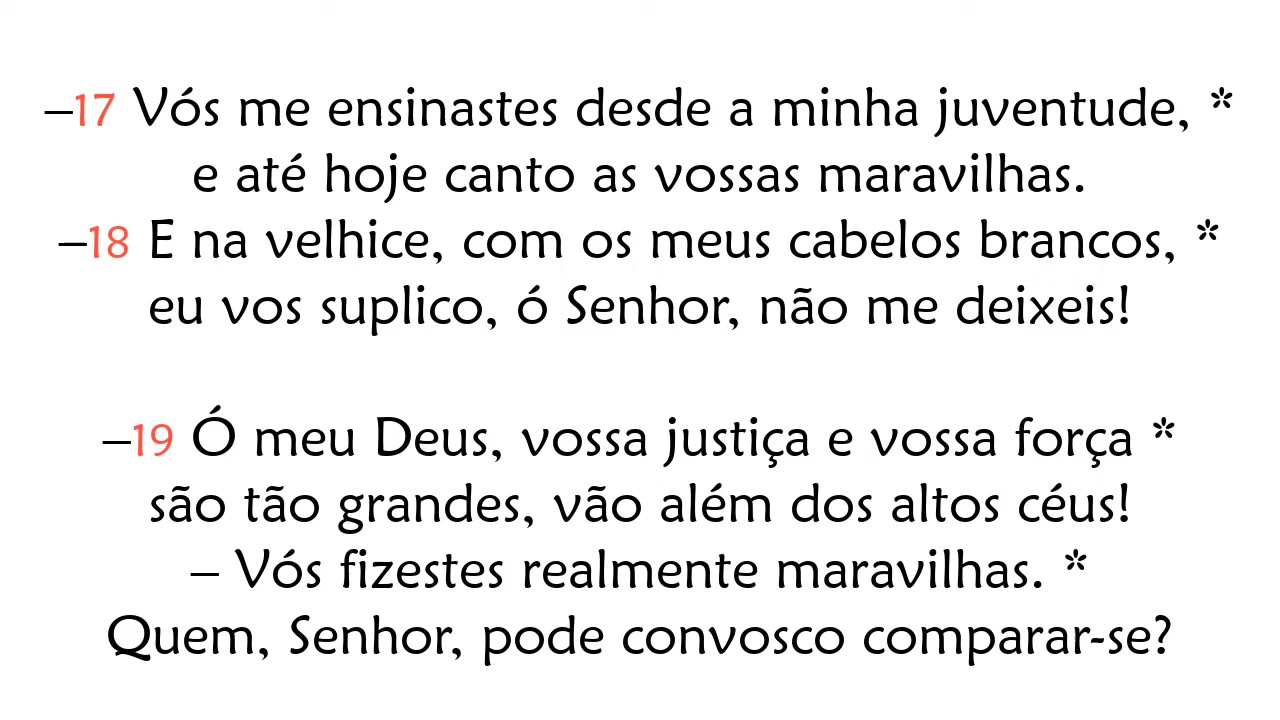 –17 Vós me ensinastes desde a minha juventude, *
e até hoje canto as vossas maravilhas.
–18 E na velhice, com os meus cabelos brancos, *
eu vos suplico, ó Senhor, não me deixeis!
–19 Ó meu Deus, vossa justiça e vossa força *
são tão grandes, vão além dos altos céus!
– Vós fizestes realmente maravilhas. *
Quem, Senhor, pode convosco comparar-se?